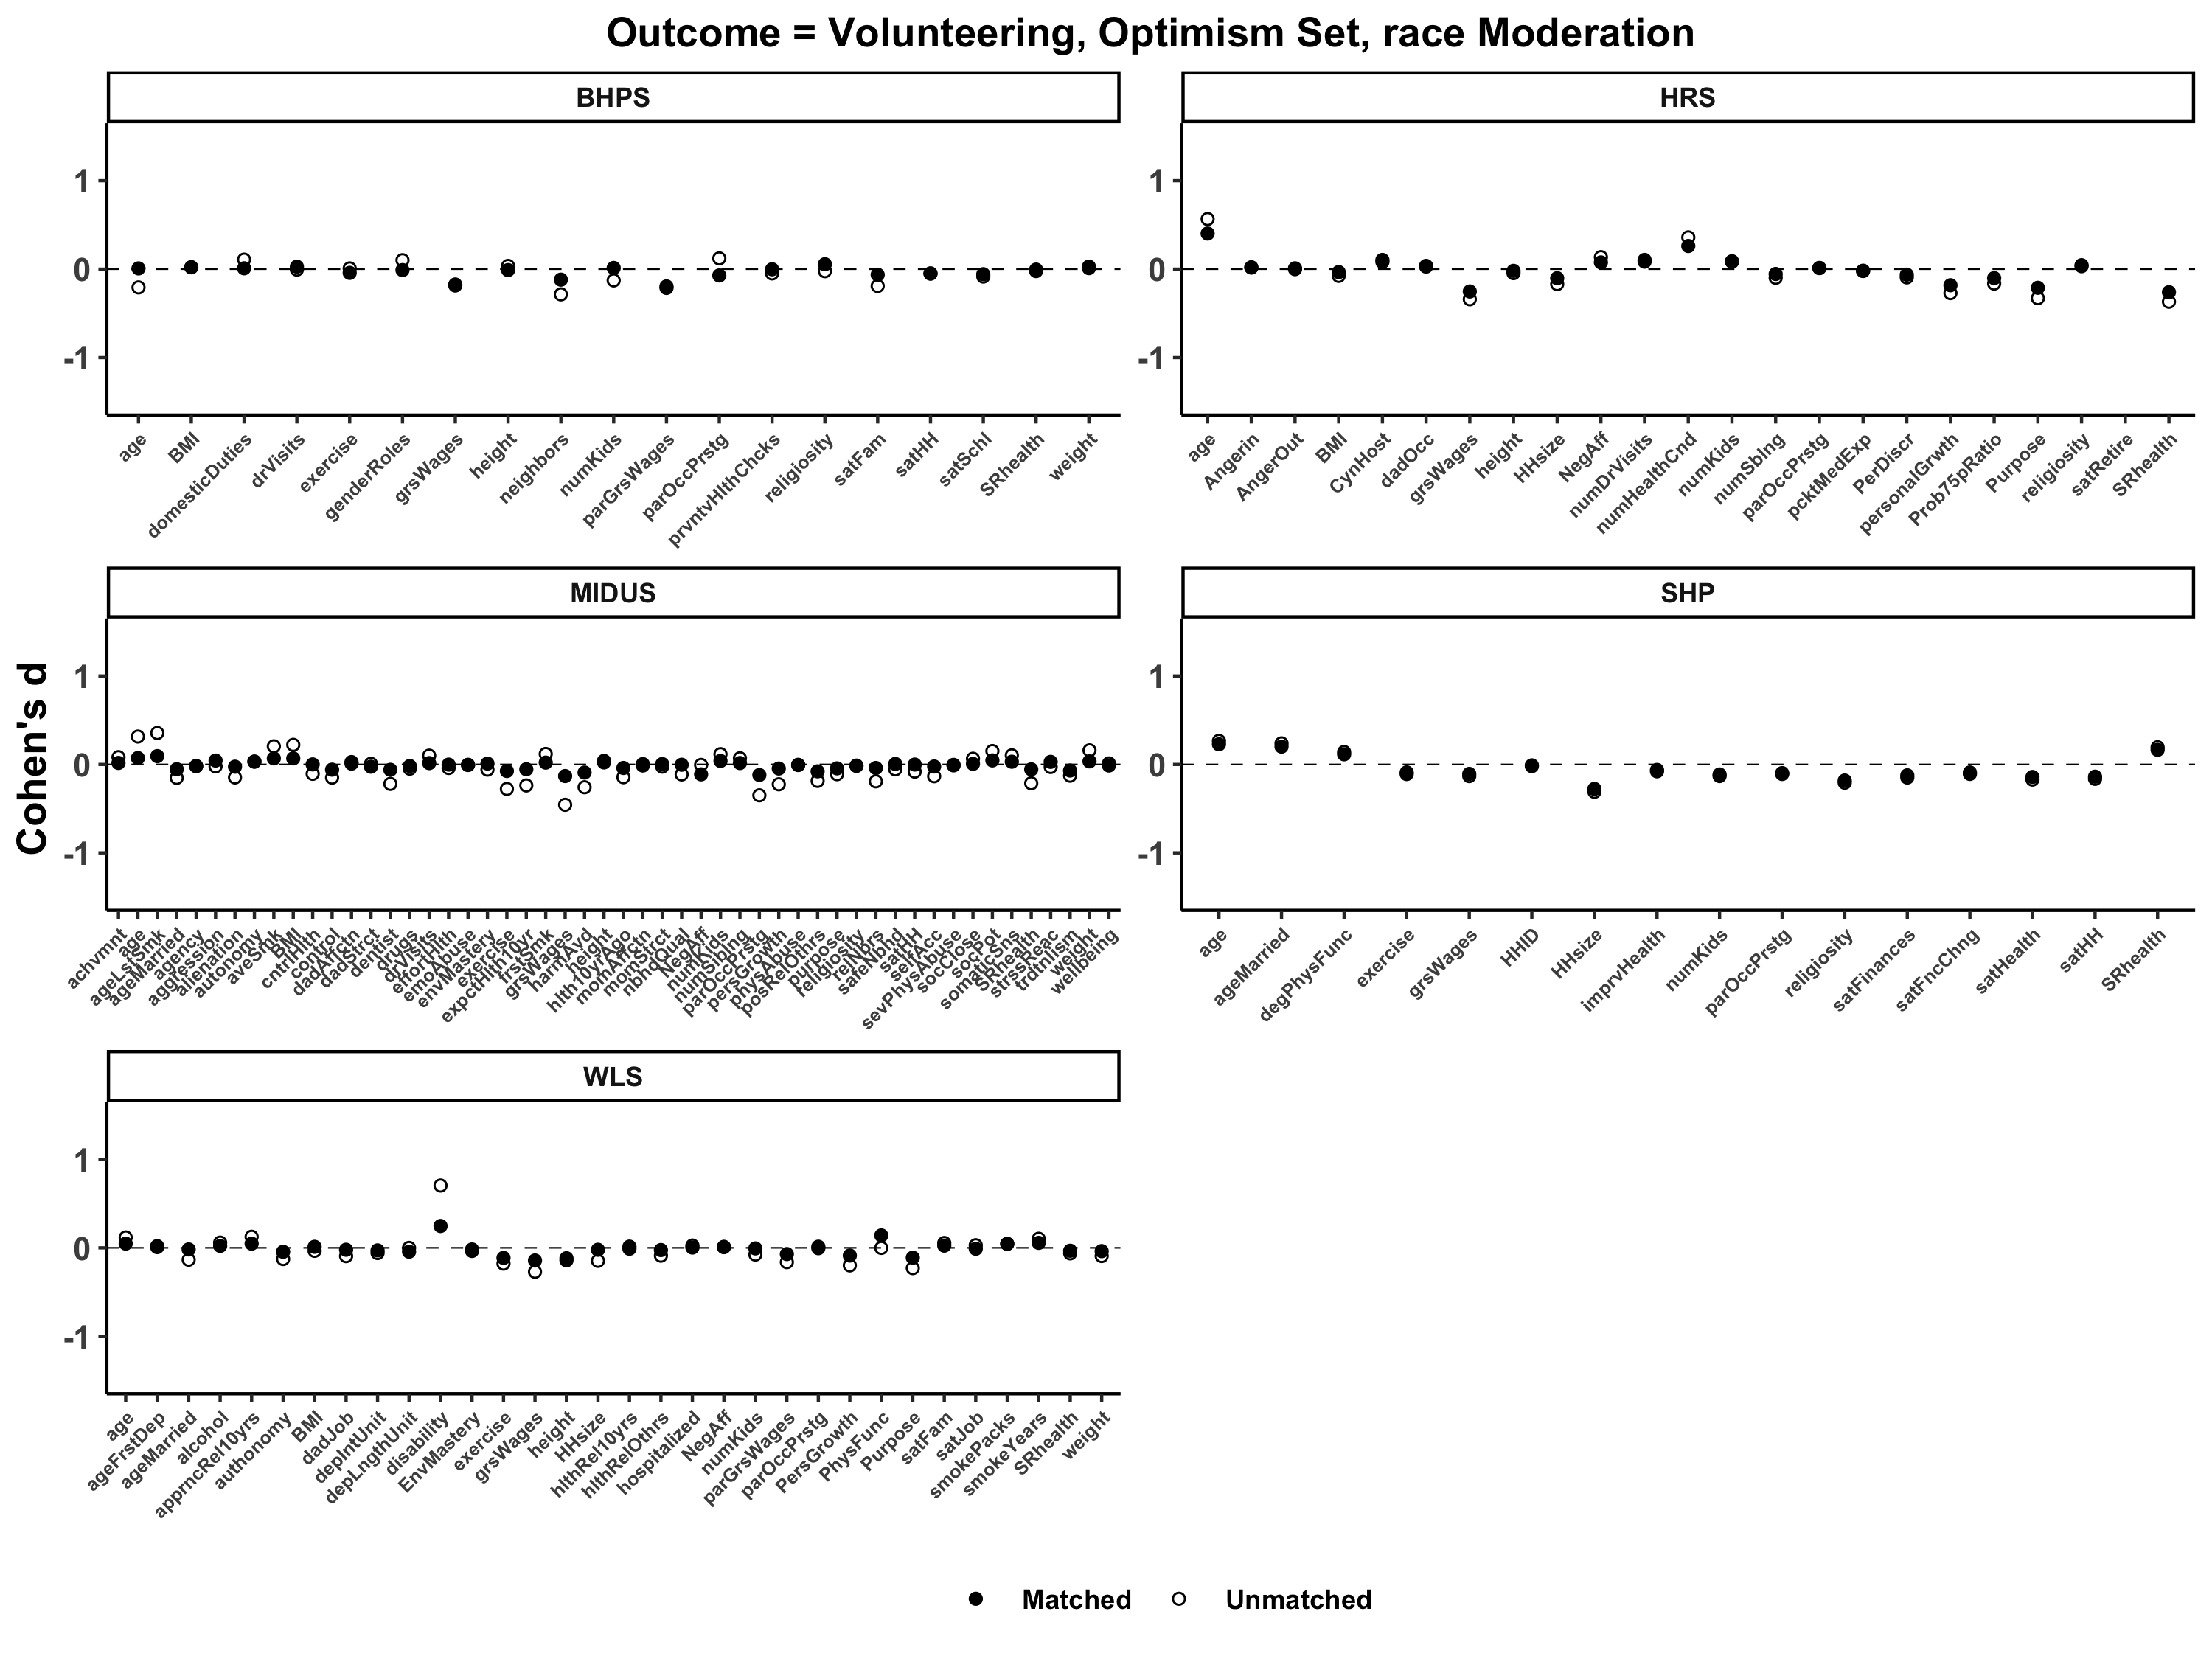 Outcome = Volunteering, Optimism Set, race Moderation
BHPS
1
0
-1
age
BMI
domesticDuties
drVisits
exercise
genderRoles
grsWages
height
neighbors
numKids
parGrsWages
parOccPrstg
prvntvHlthChcks
religiosity
satFam
satHH
satSchl
SRhealth
weight
HRS
1
0
-1
age
Angerin
AngerOut
BMI
CynHost
dadOcc
grsWages
height
HHsize
NegAff
numDrVisits
numHealthCnd
numKids
numSblng
parOccPrstg
pcktMedExp
PerDiscr
personalGrwth
Prob75pRatio
Purpose
religiosity
satRetire
SRhealth
Cohen's d
MIDUS
1
0
-1
achvmnt
age
ageLstSmk
ageMarried
agency
aggression
alienation
autonomy
aveSmk
BMI
cntrlHlth
control
dadAffctn
dadStrct
dentist
drugs
drVisits
effortHlth
emoAbuse
envMastery
exercise
expctHlth10yr
frstSmk
grsWages
harmAvd
height
hlth10yrAgo
momAffctn
momStrct
nbhdQual
NegAff
numKids
numSibling
parOccPrstg
persGrowth
physAbuse
posRelOthrs
purpose
religiosity
relNbrs
safeNbhd
satHH
selfAcc
sevPhysAbuse
socClose
socPot
somaticSns
SRhealth
strssReac
trdtnlism
weight
wellbeing
SHP
1
0
-1
age
ageMarried
degPhysFunc
exercise
grsWages
HHID
HHsize
imprvHealth
numKids
parOccPrstg
religiosity
satFinances
satFncChng
satHealth
satHH
SRhealth
WLS
1
0
-1
age
ageFrstDep
ageMarried
alcohol
apprncRel10yrs
authonomy
BMI
dadJob
depIntUnit
depLngthUnit
disability
EnvMastery
exercise
grsWages
height
HHsize
hlthRel10yrs
hlthRelOthrs
hospitalized
NegAff
numKids
parGrsWages
parOccPrstg
PersGrowth
PhysFunc
Purpose
satFam
satJob
smokePacks
smokeYears
SRhealth
weight
Matched
Unmatched